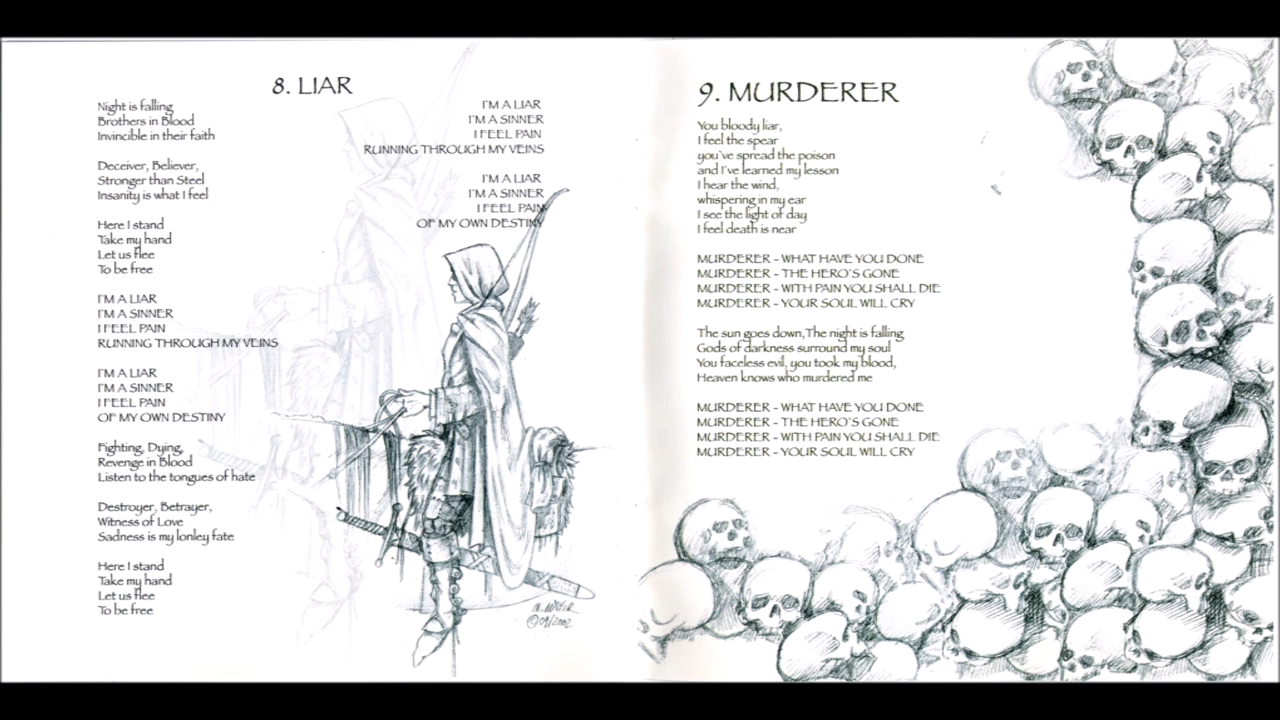 8. LIAR
Night is falling
Brothers in Blood
Invincible in their faith
Deceiver, Believer,
Stronger than Steel
Insanity is what I feel
Here I stand
Take my hand
Let us flee
To be free
I'M A LIAR
I'M A SINNER
I FEEL PAIN
RUNNING THROUGH MY VEINS
I'M A LIAR
I'M A SINNER
I FEEL PAIN
OF MY OWN DESTINY
Fighting, Dying,
Revenge in Blood
Listen to the tongues of hate
Destroyer, Betrayer,
Witness of Love
Sadness is my lonley fate
Here I stand
Take my hand
Let us flee
To be free
I'M A LIAR
I'M A SINNER
I FEEL PAIN
RUNNING THROUGH MY VEINS
I'M A LIAR
I'M A SINNER
I FEEL PAIN
OF MY OWN DESTINY
©09/2002
9. MURDERER
You bloody liar,
I feel the spear
you've spread the poison
and I've learned my lesson
I hear the wind,
whispering in my ear
I see the light of day
I feel death is near
MURDERER - WHAT HAVE YOU DONE
MURDERER - THE HERO'S GONE
MURDERER - WITH PAIN YOU SHALL DIE
MURDERER - YOUR SOUL WILL CRY
The sun goes down,The night is falling
Gods of darkness surround my soul
You faceless evil, you took my blood,
Heaven knows who murdered me
MURDERER - WHAT HAVE YOU DONE
MURDERER - THE HERO'S GONE
MURDERER - WITH PAIN YOU SHALL DIE
MURDERER - YOUR SOUL WILL CRY